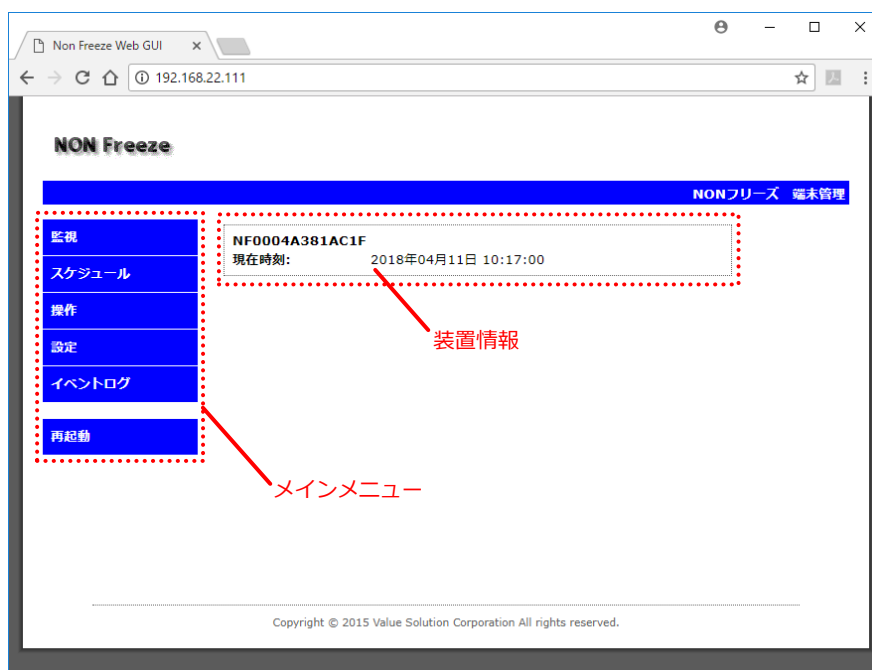 Non Freeze Web GUI
192.168.22.111
NON Freeze
NONフリーズ 端末管理
監視
スケジュール
操作
設定
イベントログ
再起動
NF0004A381AC1F
現在時刻: 2018年04月11日 10:17:00
装置情報
メインメニュー
Copyright © 2015 Value Solution Corporation All rights reserved.